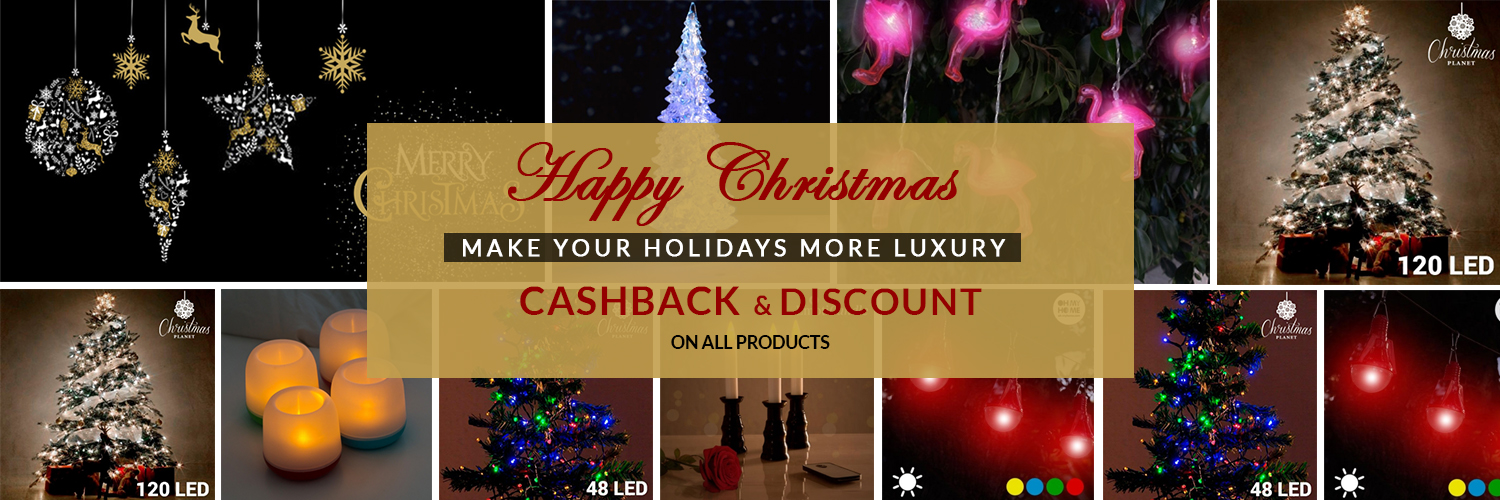 MERRY
CHRISTMAS
Christmas
PLANET
120 LED
Happy Christmas
MAKE YOUR HOLIDAYS MORE LUXURY
CASHBACK & DISCOUNT
ON ALL PRODUCTS
Christmas
PLANET
120 LED
48 LED
Christmas
PLANET
48 LED